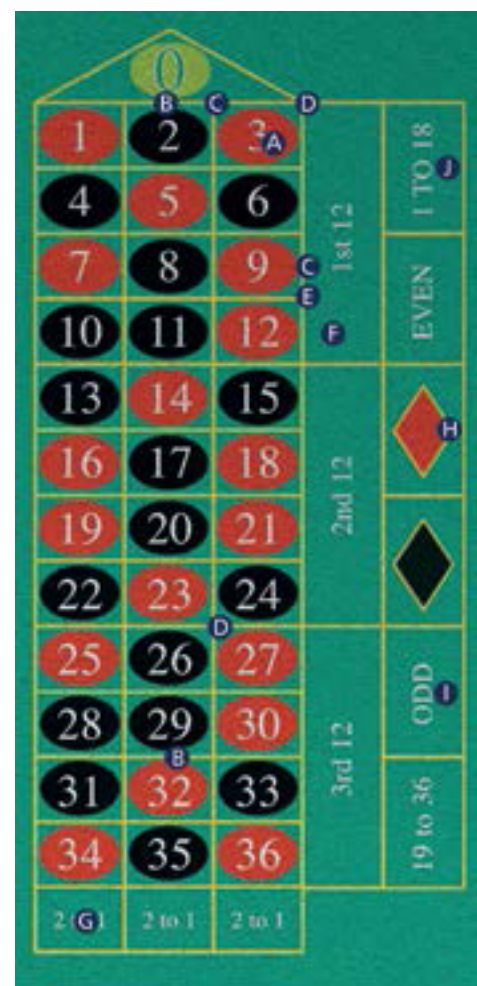 0
B C D
1 2 3 A
1 TO 18 J
4 5 6
1st 12
7 8 9 C
E
EVEN
10 11 12 F
13 14 15
H
16 17 18
2nd 12
19 20 21
22 23 24
D
25 26 27
ODD I
28 29 30
3rd 12
B
31 32 33
19 to 36
34 35 36
2 G 1 2 to 1 2 to 1